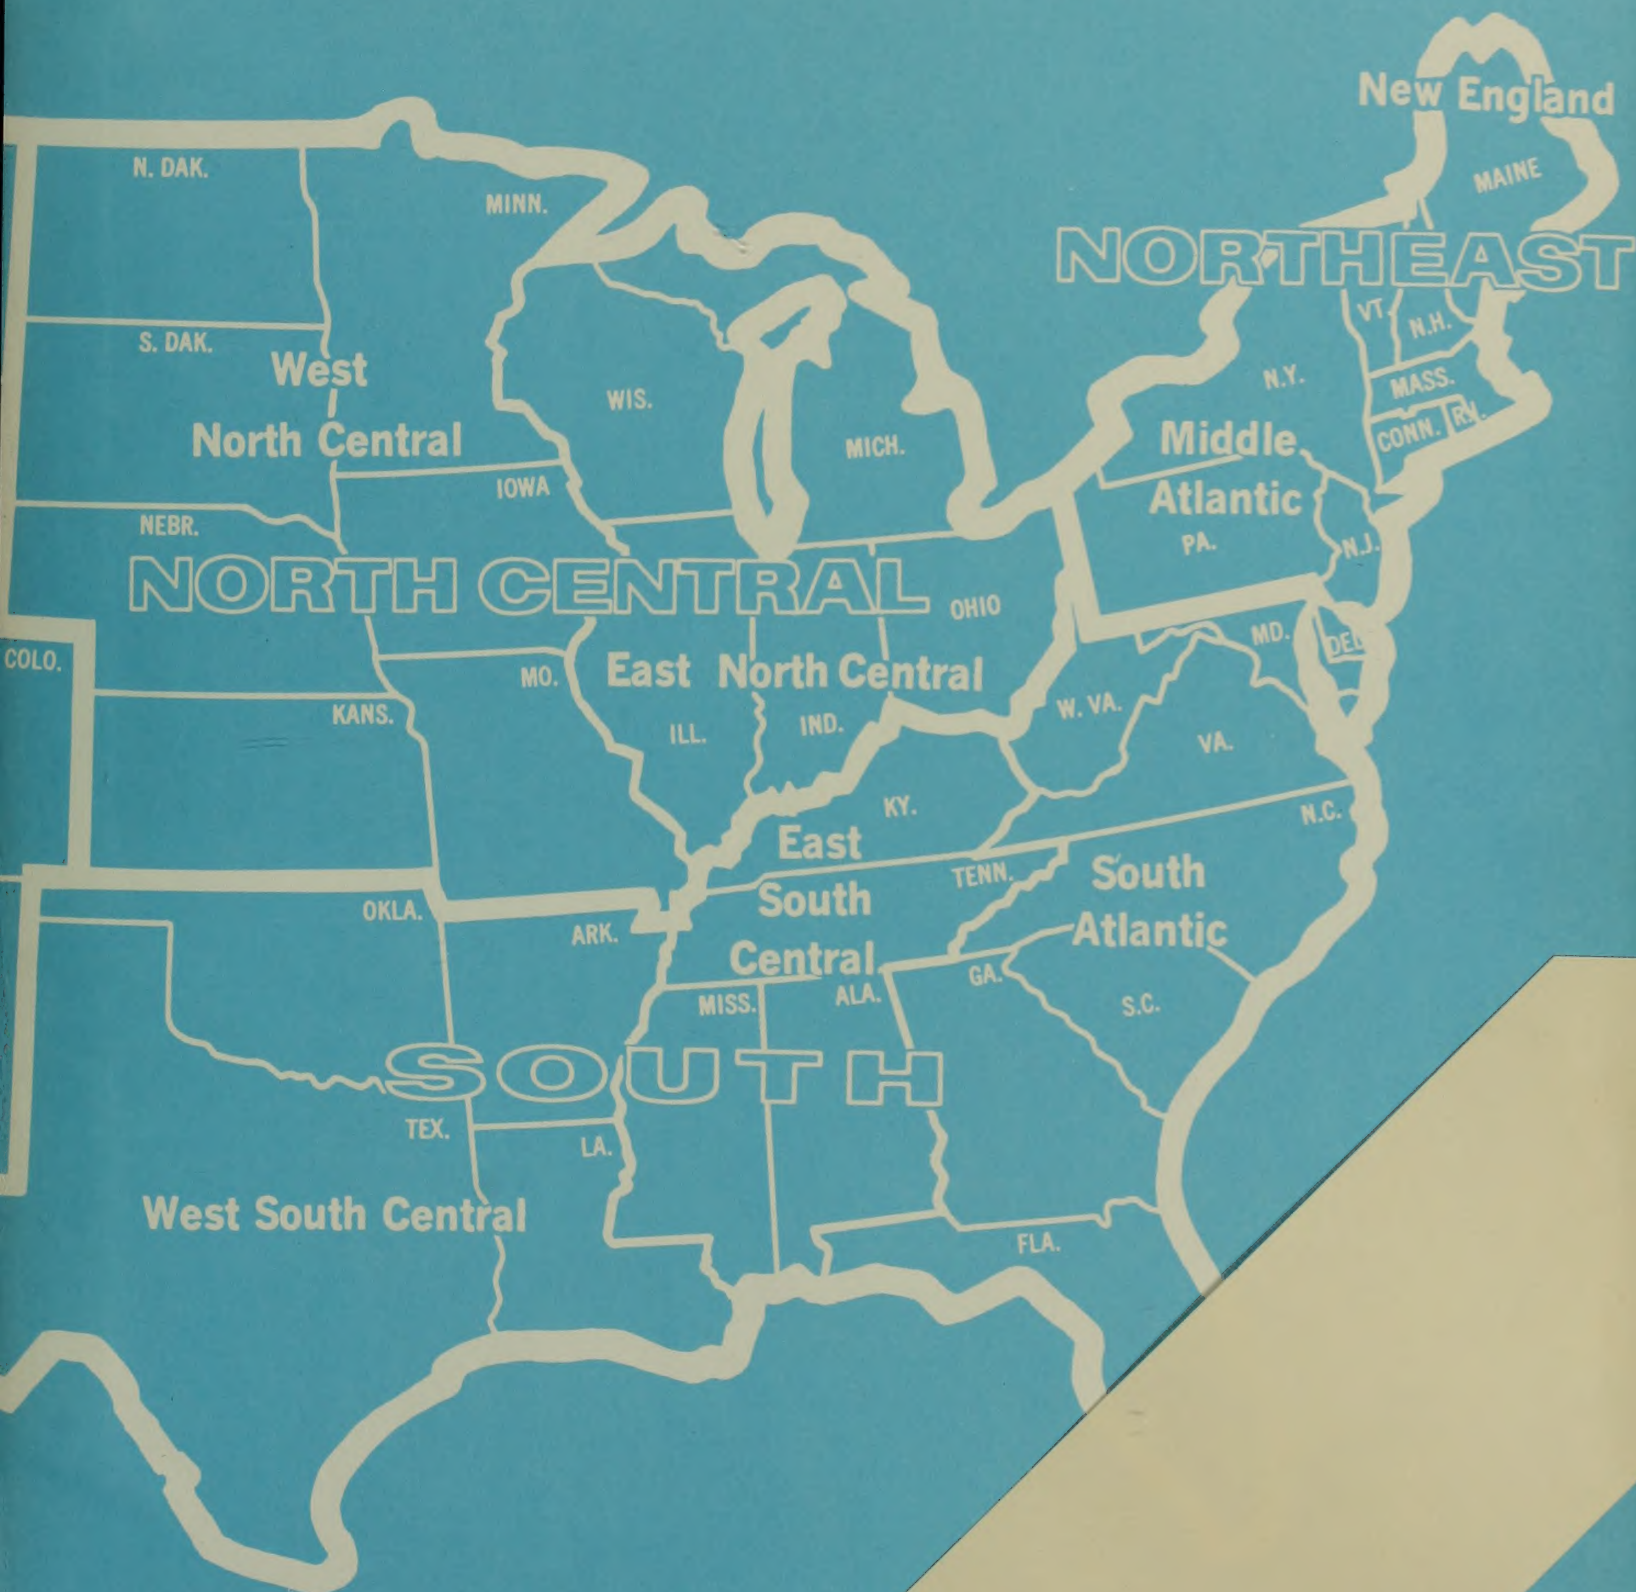 New England
MAINE
N. DAK.
MINN.
NORTHEAST
VT.
N.H.
S. DAK.
West
North Central
WIS.
MICH.
N.Y.
MASS.
CONN.
R.I.
Middle
Atlantic
PA.
N.J.
IOWA
NEBR.
NORTH CENTRAL
OHIO
MD.
DEL.
COLO.
MO.
East North Central
KANS.
ILL.
IND.
W. VA.
VA.
KY.
N.C.
East
South
Central
TENN.
South
Atlantic
OKLA.
ARK.
MISS.
ALA.
GA.
S.C.
SOUTH
TEX.
LA.
West South Central
FLA.